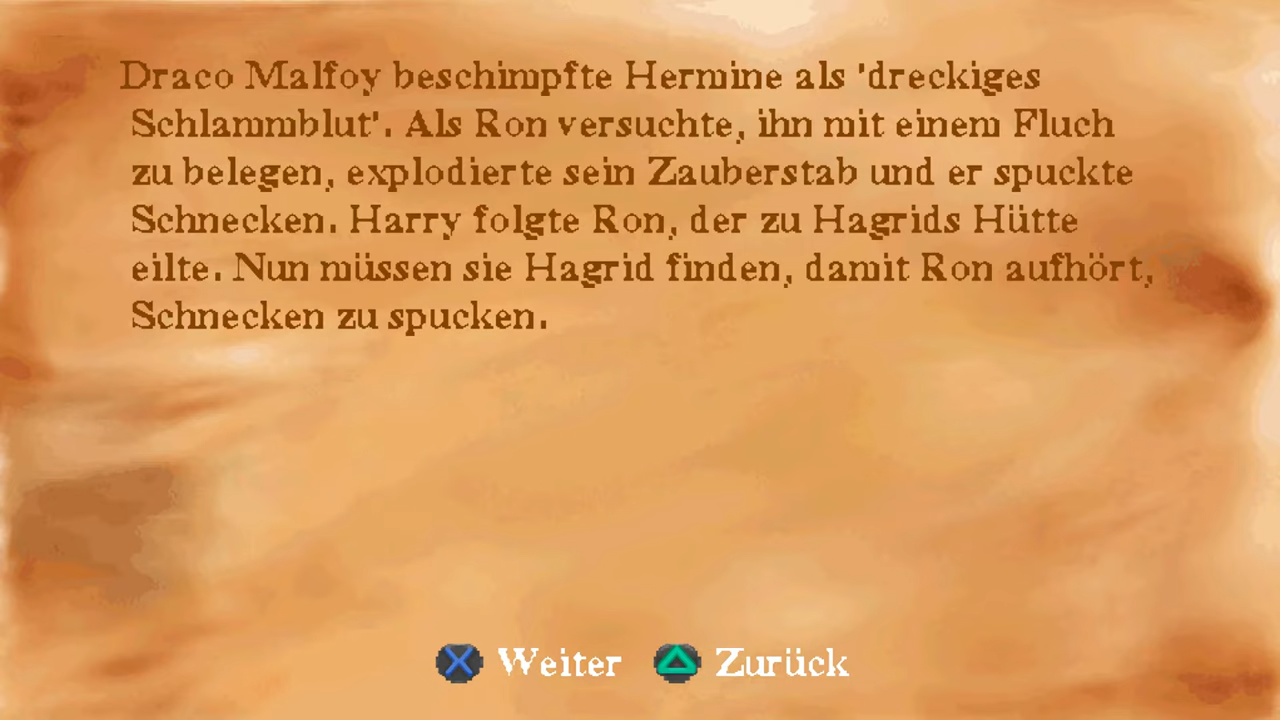 Draco Malfoy beschimpfte Hermine als 'dreckiges
Schlammblut'. Als Ron versuchte, ihn mit einem Fluch
zu belegen, explodierte sein Zauberstab und er spuckte
Schnecken. Harry folgte Ron, der zu Hagrids Hütte
eilte. Nun müssen sie Hagrid finden, damit Ron aufhört,
Schnecken zu spucken.
Weiter Zurück